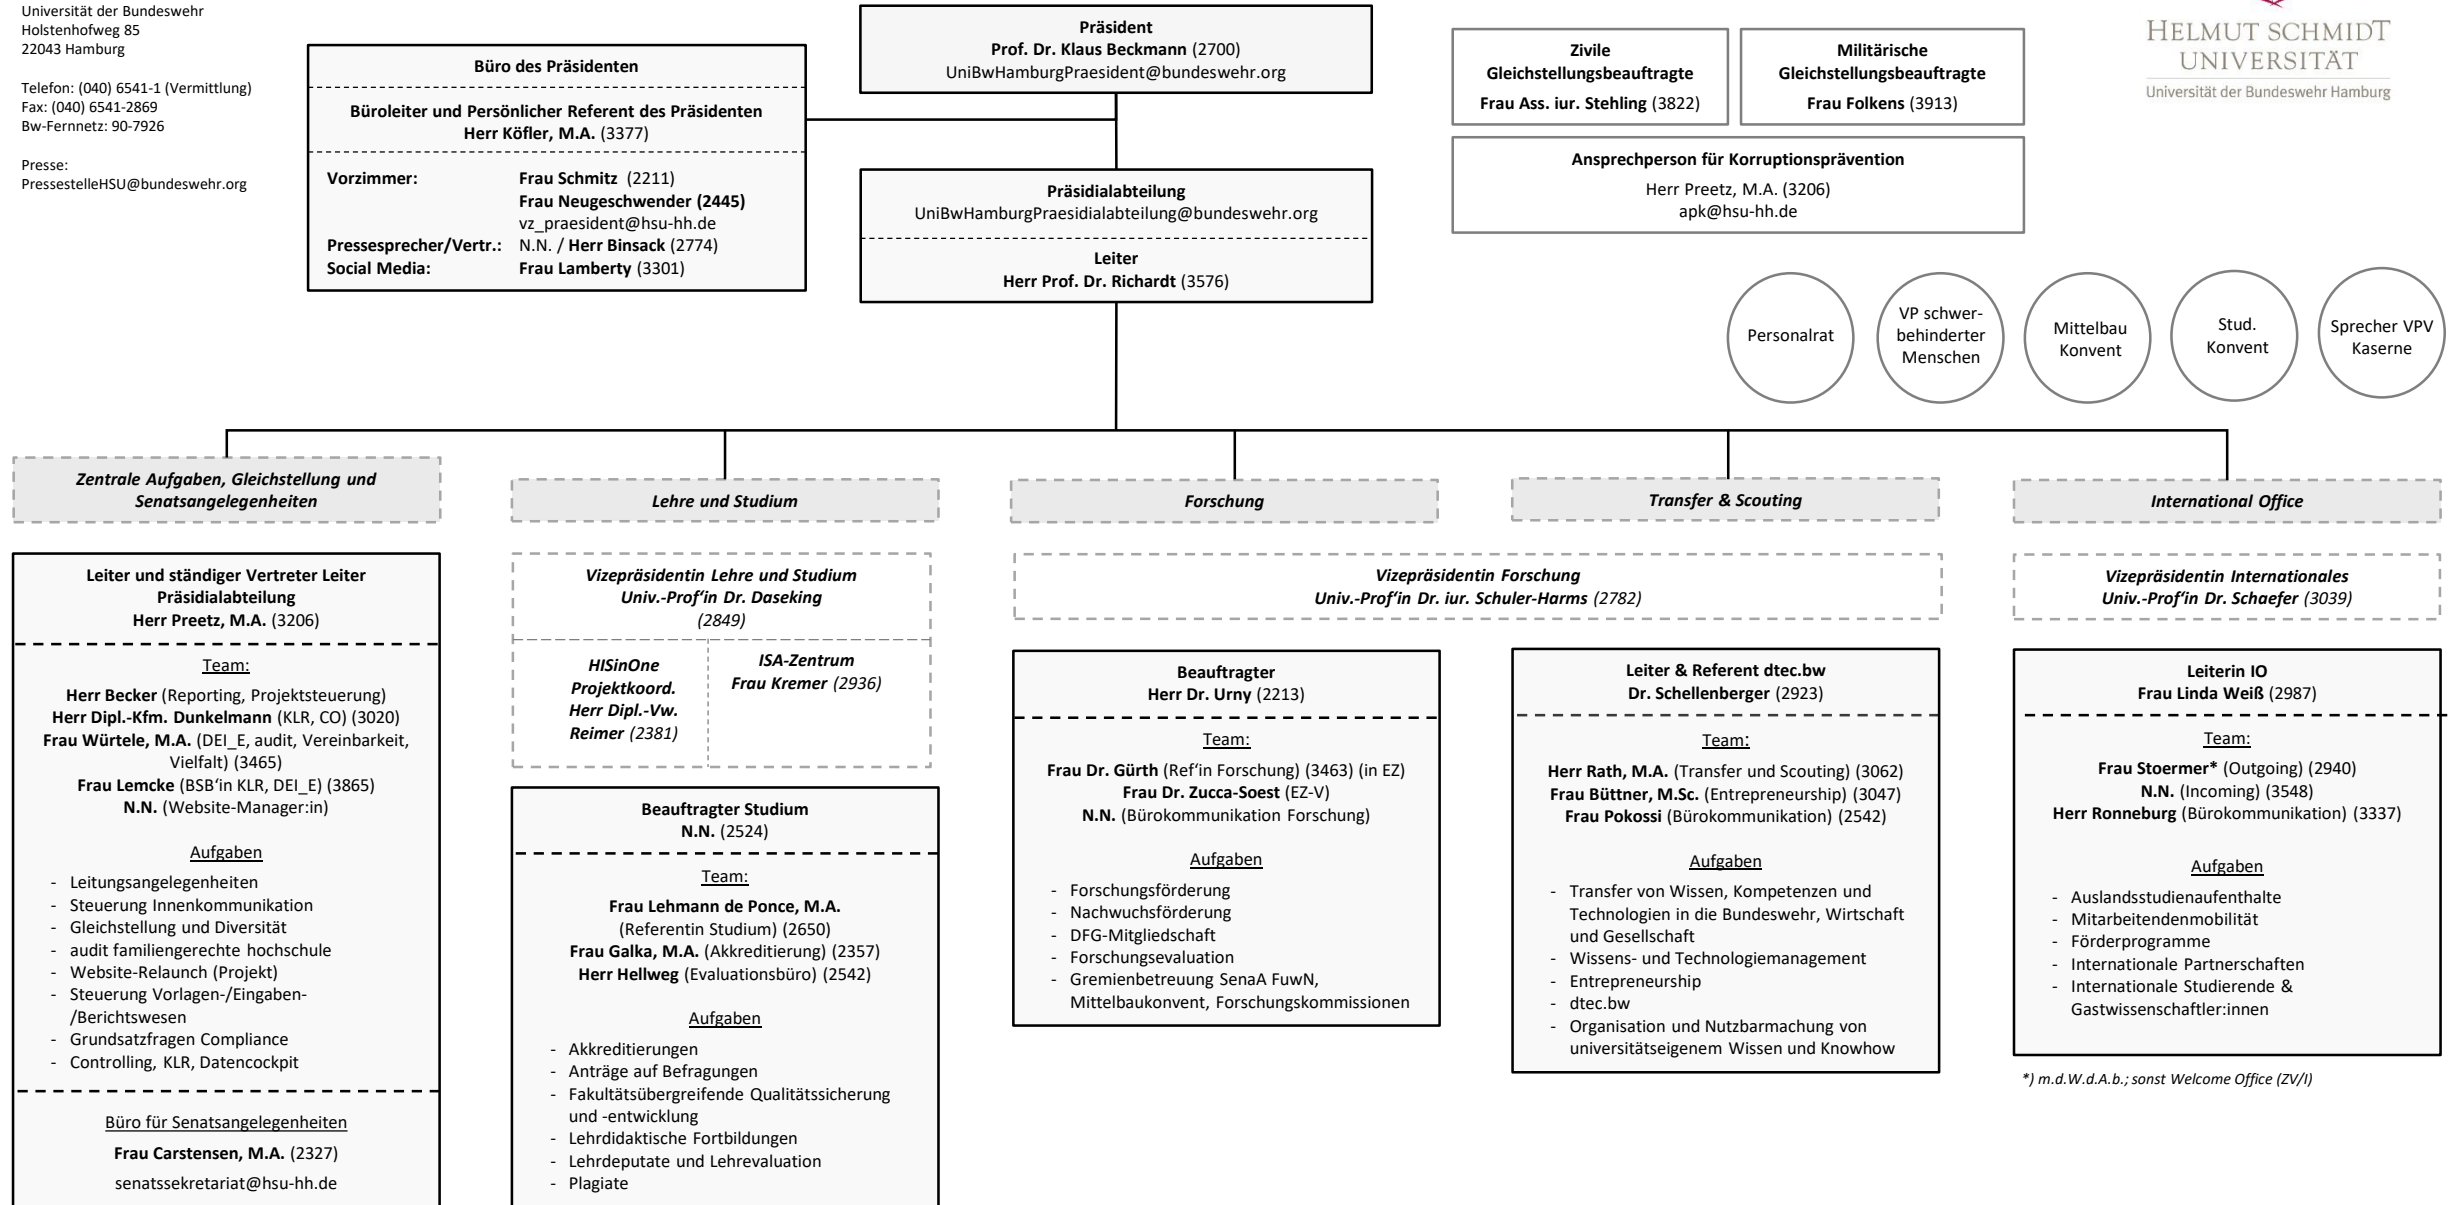 Universität der Bundeswehr
Holstenhofweg 85
22043 Hamburg
Telefon: (040) 6541-1 (Vermittlung)
Fax: (040) 6541-2869
Bw-Fernnetz: 90-7926
Presse:
PressestelleHSU@bundeswehr.org
Büro des Präsidenten
Büroleiter und Persönlicher Referent des Präsidenten
Herr Köfler, M.A. (3377)
Vorzimmer: Frau Schmitz (2211)
Frau Neugeschwender (2445)
vz_praesident@hsu-hh.de
Pressesprecher/Vertr.: N.N. / Herr Binsack (2774)
Social Media: Frau Lamberty (3301)
Präsident
Prof. Dr. Klaus Beckmann (2700)
UniBwHamburgPraesident@bundeswehr.org
Präsidialabteilung
UniBwHamburgPraesidialabteilung@bundeswehr.org
Leiter
Herr Prof. Dr. Richardt (3576)
Zivile
Gleichstellungsbeauftragte
Frau Ass. iur. Stehling (3822)
Militärische
Gleichstellungsbeauftragte
Frau Folkens (3913)
Ansprechperson für Korruptionsprävention
Herr Preetz, M.A. (3206)
apk@hsu-hh.de
HELMUT SCHMIDT
UNIVERSITÄT
Universität der Bundeswehr Hamburg
Personalrat
VP schwer-
behinderter
Menschen
Mittelbau
Konvent
Stud.
Konvent
Sprecher VPV
Kaserne
Zentrale Aufgaben, Gleichstellung und
Senatsangelegenheiten
Leiter und ständiger Vertreter Leiter
Präsidialabteilung
Herr Preetz, M.A. (3206)
Team:
Herr Becker (Reporting, Projektsteuerung)
Herr Dipl.-Kfm. Dunkelmann (KLR, CO) (3020)
Frau Würtele, M.A. (DEI_E, audit, Vereinbarkeit,
Vielfalt) (3465)
Frau Lemcke (BSB‘in KLR, DEI_E) (3865)
N.N. (Website-Manager:in)
Aufgaben
- Leitungsangelegenheiten
- Steuerung Innenkommunikation
- Gleichstellung und Diversität
- audit familiengerechte hochschule
- Website-Relaunch (Projekt)
- Steuerung Vorlagen-/Eingaben-
/Berichtswesen
- Grundsatzfragen Compliance
- Controlling, KLR, Datencockpit
Büro für Senatsangelegenheiten
Frau Carstensen, M.A. (2327)
senatssekretariat@hsu-hh.de
Lehre und Studium
Vizepräsidentin Lehre und Studium
Univ.-Prof‘in Dr. Daseking
(2849)
HISinOne
Projektkoord.
Herr Dipl.-Vw.
Reimer (2381)
ISA-Zentrum
Frau Kremer (2936)
Beauftragter Studium
N.N. (2524)
Team:
Frau Lehmann de Ponce, M.A.
(Referentin Studium) (2650)
Frau Galka, M.A. (Akkreditierung) (2357)
Herr Hellweg (Evaluationsbüro) (2542)
Aufgaben
- Akkreditierungen
- Anträge auf Befragungen
- Fakultätsübergreifende Qualitätssicherung
und -entwicklung
- Lehrdidaktische Fortbildungen
- Lehrdeputate und Lehrevaluation
- Plagiate
Forschung
Transfer & Scouting
Vizepräsidentin Forschung
Univ.-Prof‘in Dr. iur. Schuler-Harms (2782)
Beauftragter
Herr Dr. Urny (2213)
Team:
Frau Dr. Gürth (Ref‘in Forschung) (3463) (in EZ)
Frau Dr. Zucca-Soest (EZ-V)
N.N. (Bürokommunikation Forschung)
Aufgaben
- Forschungsförderung
- Nachwuchsförderung
- DFG-Mitgliedschaft
- Forschungsevaluation
- Gremienbetreuung SenaA FuwN,
Mittelbaukonvent, Forschungskommissionen
Leiter & Referent dtec.bw
Dr. Schellenberger (2923)
Team:
Herr Rath, M.A. (Transfer und Scouting) (3062)
Frau Büttner, M.Sc. (Entrepreneurship) (3047)
Frau Pokossi (Bürokommunikation) (2542)
Aufgaben
- Transfer von Wissen, Kompetenzen und
Technologien in die Bundeswehr, Wirtschaft
und Gesellschaft
- Wissens- und Technologiemanagement
- Entrepreneurship
- dtec.bw
- Organisation und Nutzbarmachung von
universitätseigenem Wissen und Knowhow
International Office
Vizepräsidentin Internationales
Univ.-Prof‘in Dr. Schaefer (3039)
Leiterin IO
Frau Linda Weiß (2987)
Team:
Frau Stoermer* (Outgoing) (2940)
N.N. (Incoming) (3548)
Herr Ronneburg (Bürokommunikation) (3337)
Aufgaben
- Auslandsstudienaufenthalte
- Mitarbeitendenmobilität
- Förderprogramme
- Internationale Partnerschaften
- Internationale Studierende &
Gastwissenschaftler:innen
*) m.d.W.d.A.b.; sonst Welcome Office (ZV/I)